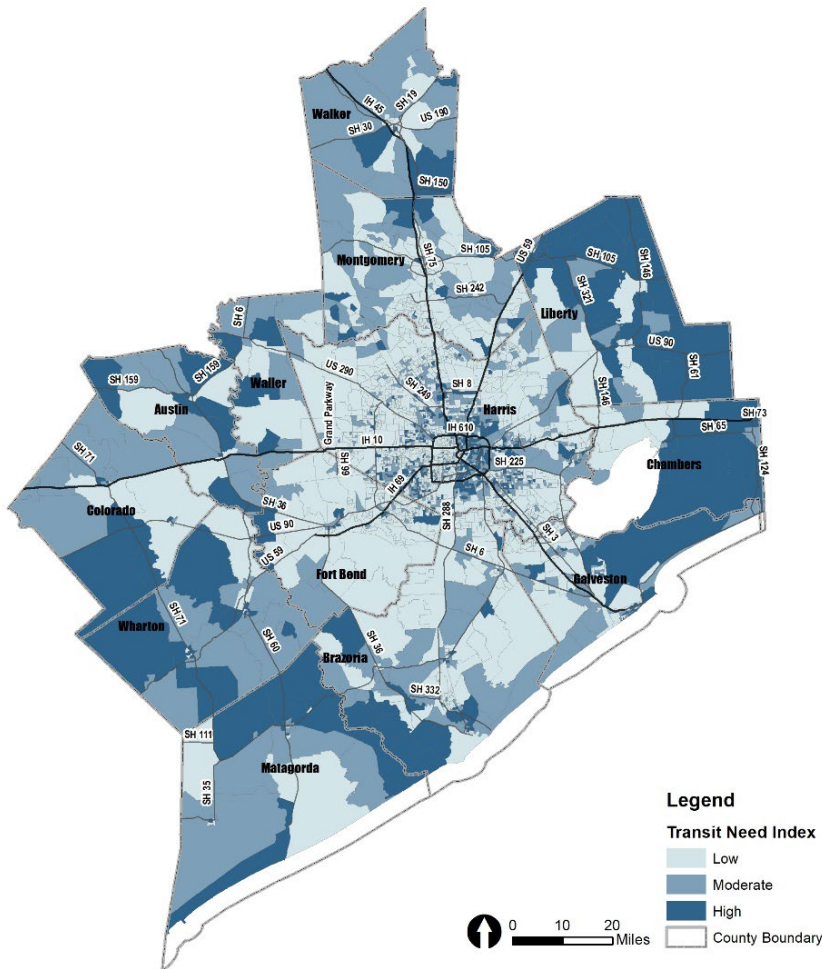 IH 45
SH 19
Walker
US 190
SH 30
SH 150
US 59
SH 105
SH 105
SH 75
SH 146
Montgomery
SH 242
SH 321
Liberty
SH 6
US 90
SH 159
SH 159
US 290
SH 249
SH 8
SH 61
Waller
Austin
Grand Parkway
Harris
SH 146
SH 73
IH 610
SH 65
IH 10
SH 71
SH 99
IH 69
SH 225
Chambers
SH 124
Colorado
SH 36
SH 288
US 90
SH 3
SH 6
US 59
Fort Bend
Galveston
Wharton
SH 71
SH 60
SH 36
Brazoria
SH 332
SH 111
Matagorda
SH 35
Legend
Transit Need Index
Low
Moderate
High
County Boundary
0 10 20
Miles